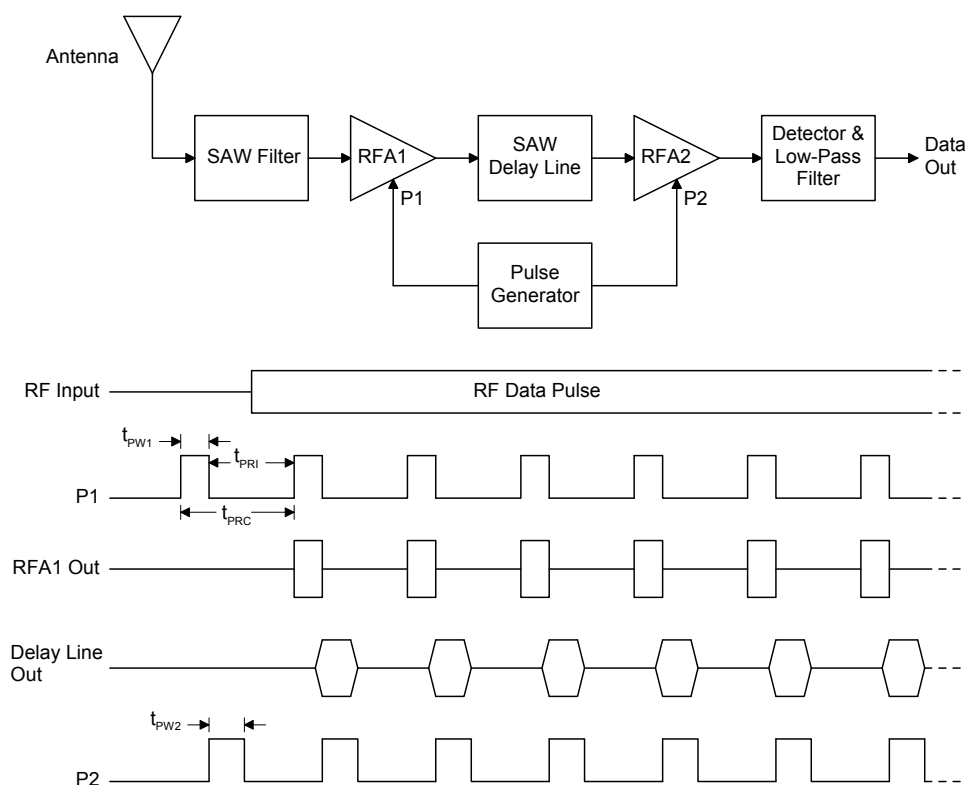 Antenna
SAW Filter
RFA1
SAW
Delay Line
RFA2
Detector &
Low-Pass
Filter
Data
Out
P1
P2
Pulse
Generator
RF Input
RF Data Pulse
tPW1
tPRI
P1
tPRC
RFA1 Out
Delay Line
Out
tPW2
P2